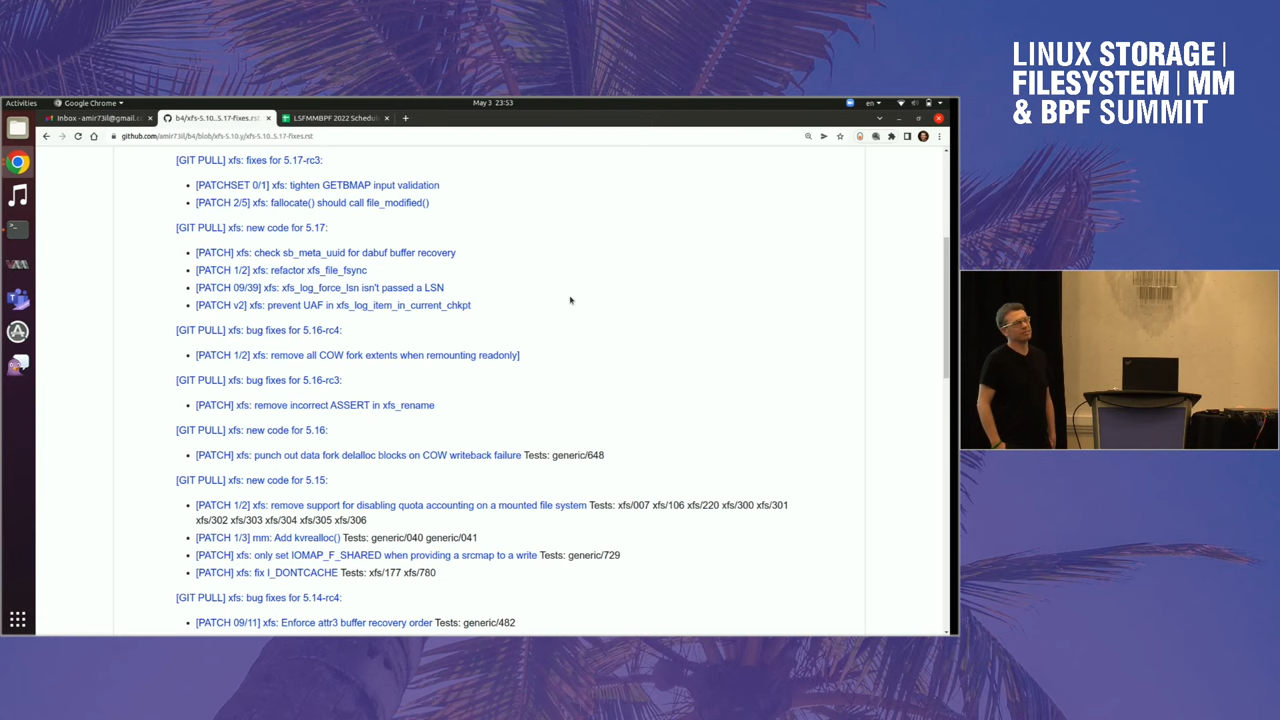 LINUX STORAGE |
FILESYSTEM | MM
& BPF SUMMIT
Activities
Google Chrome
May 3 23:53
en
Inbox - amir73il@gmail.c
b4/xfs-5.10..5.17-fixes.rst
LSFMMBPF 2022 Schedul
github.com/amir73il/b4/blob/xfs-5.10.y/xfs-5.10..5.17-fixes.rst
[GIT PULL] xfs: fixes for 5.17-rc3:
• [PATCHSET 0/1] xfs: tighten GETBMAP input validation
• [PATCH 2/5] xfs: fallocate() should call file_modified()
[GIT PULL] xfs: new code for 5.17:
• [PATCH] xfs: check sb_meta_uuid for dabuf buffer recovery
• [PATCH 1/2] xfs: refactor xfs_file_fsync
• [PATCH 09/39] xfs: xfs_log_force_lsn isn't passed a LSN
• [PATCH v2] xfs: prevent UAF in xfs_log_item_in_current_chkpt
[GIT PULL] xfs: bug fixes for 5.16-rc4:
• [PATCH 1/2] xfs: remove all COW fork extents when remounting readonly]
[GIT PULL] xfs: bug fixes for 5.16-rc3:
• [PATCH] xfs: remove incorrect ASSERT in xfs_rename
[GIT PULL] xfs: new code for 5.16:
• [PATCH] xfs: punch out data fork delalloc blocks on COW writeback failure Tests: generic/648
[GIT PULL] xfs: new code for 5.15:
• [PATCH 1/2] xfs: remove support for disabling quota accounting on a mounted file system Tests: xfs/007 xfs/106 xfs/220 xfs/300 xfs/301
xfs/302 xfs/303 xfs/304 xfs/305 xfs/306
• [PATCH 1/3] mm: Add kvrealloc() Tests: generic/040 generic/041
• [PATCH] xfs: only set IOMAP_F_SHARED when providing a srcmap to a write Tests: generic/729
• [PATCH] xfs: fix I_DONTCACHE Tests: xfs/177 xfs/780
[GIT PULL] xfs: bug fixes for 5.14-rc4:
• [PATCH 09/11] xfs: Enforce attr3 buffer recovery order Tests: generic/482